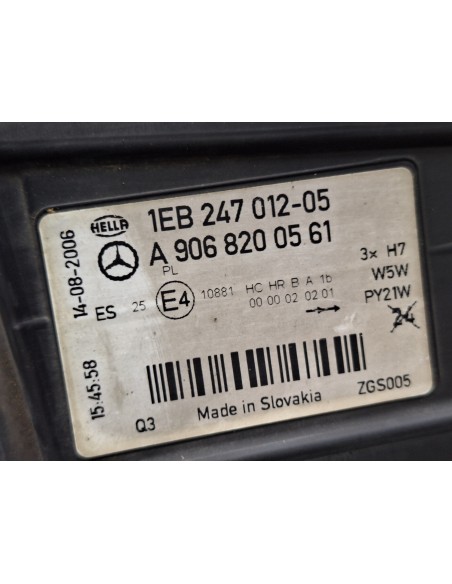 14-08-2006
15:45:58
HELLA
1EB 247 012-05
A 906 820 05 61
PL
ES 25 E4 10881 HC HR B A 1b
00 00 02 02 01
3x H7
W5W
PY21W
24
Q3 Made in Slovakia ZGS005